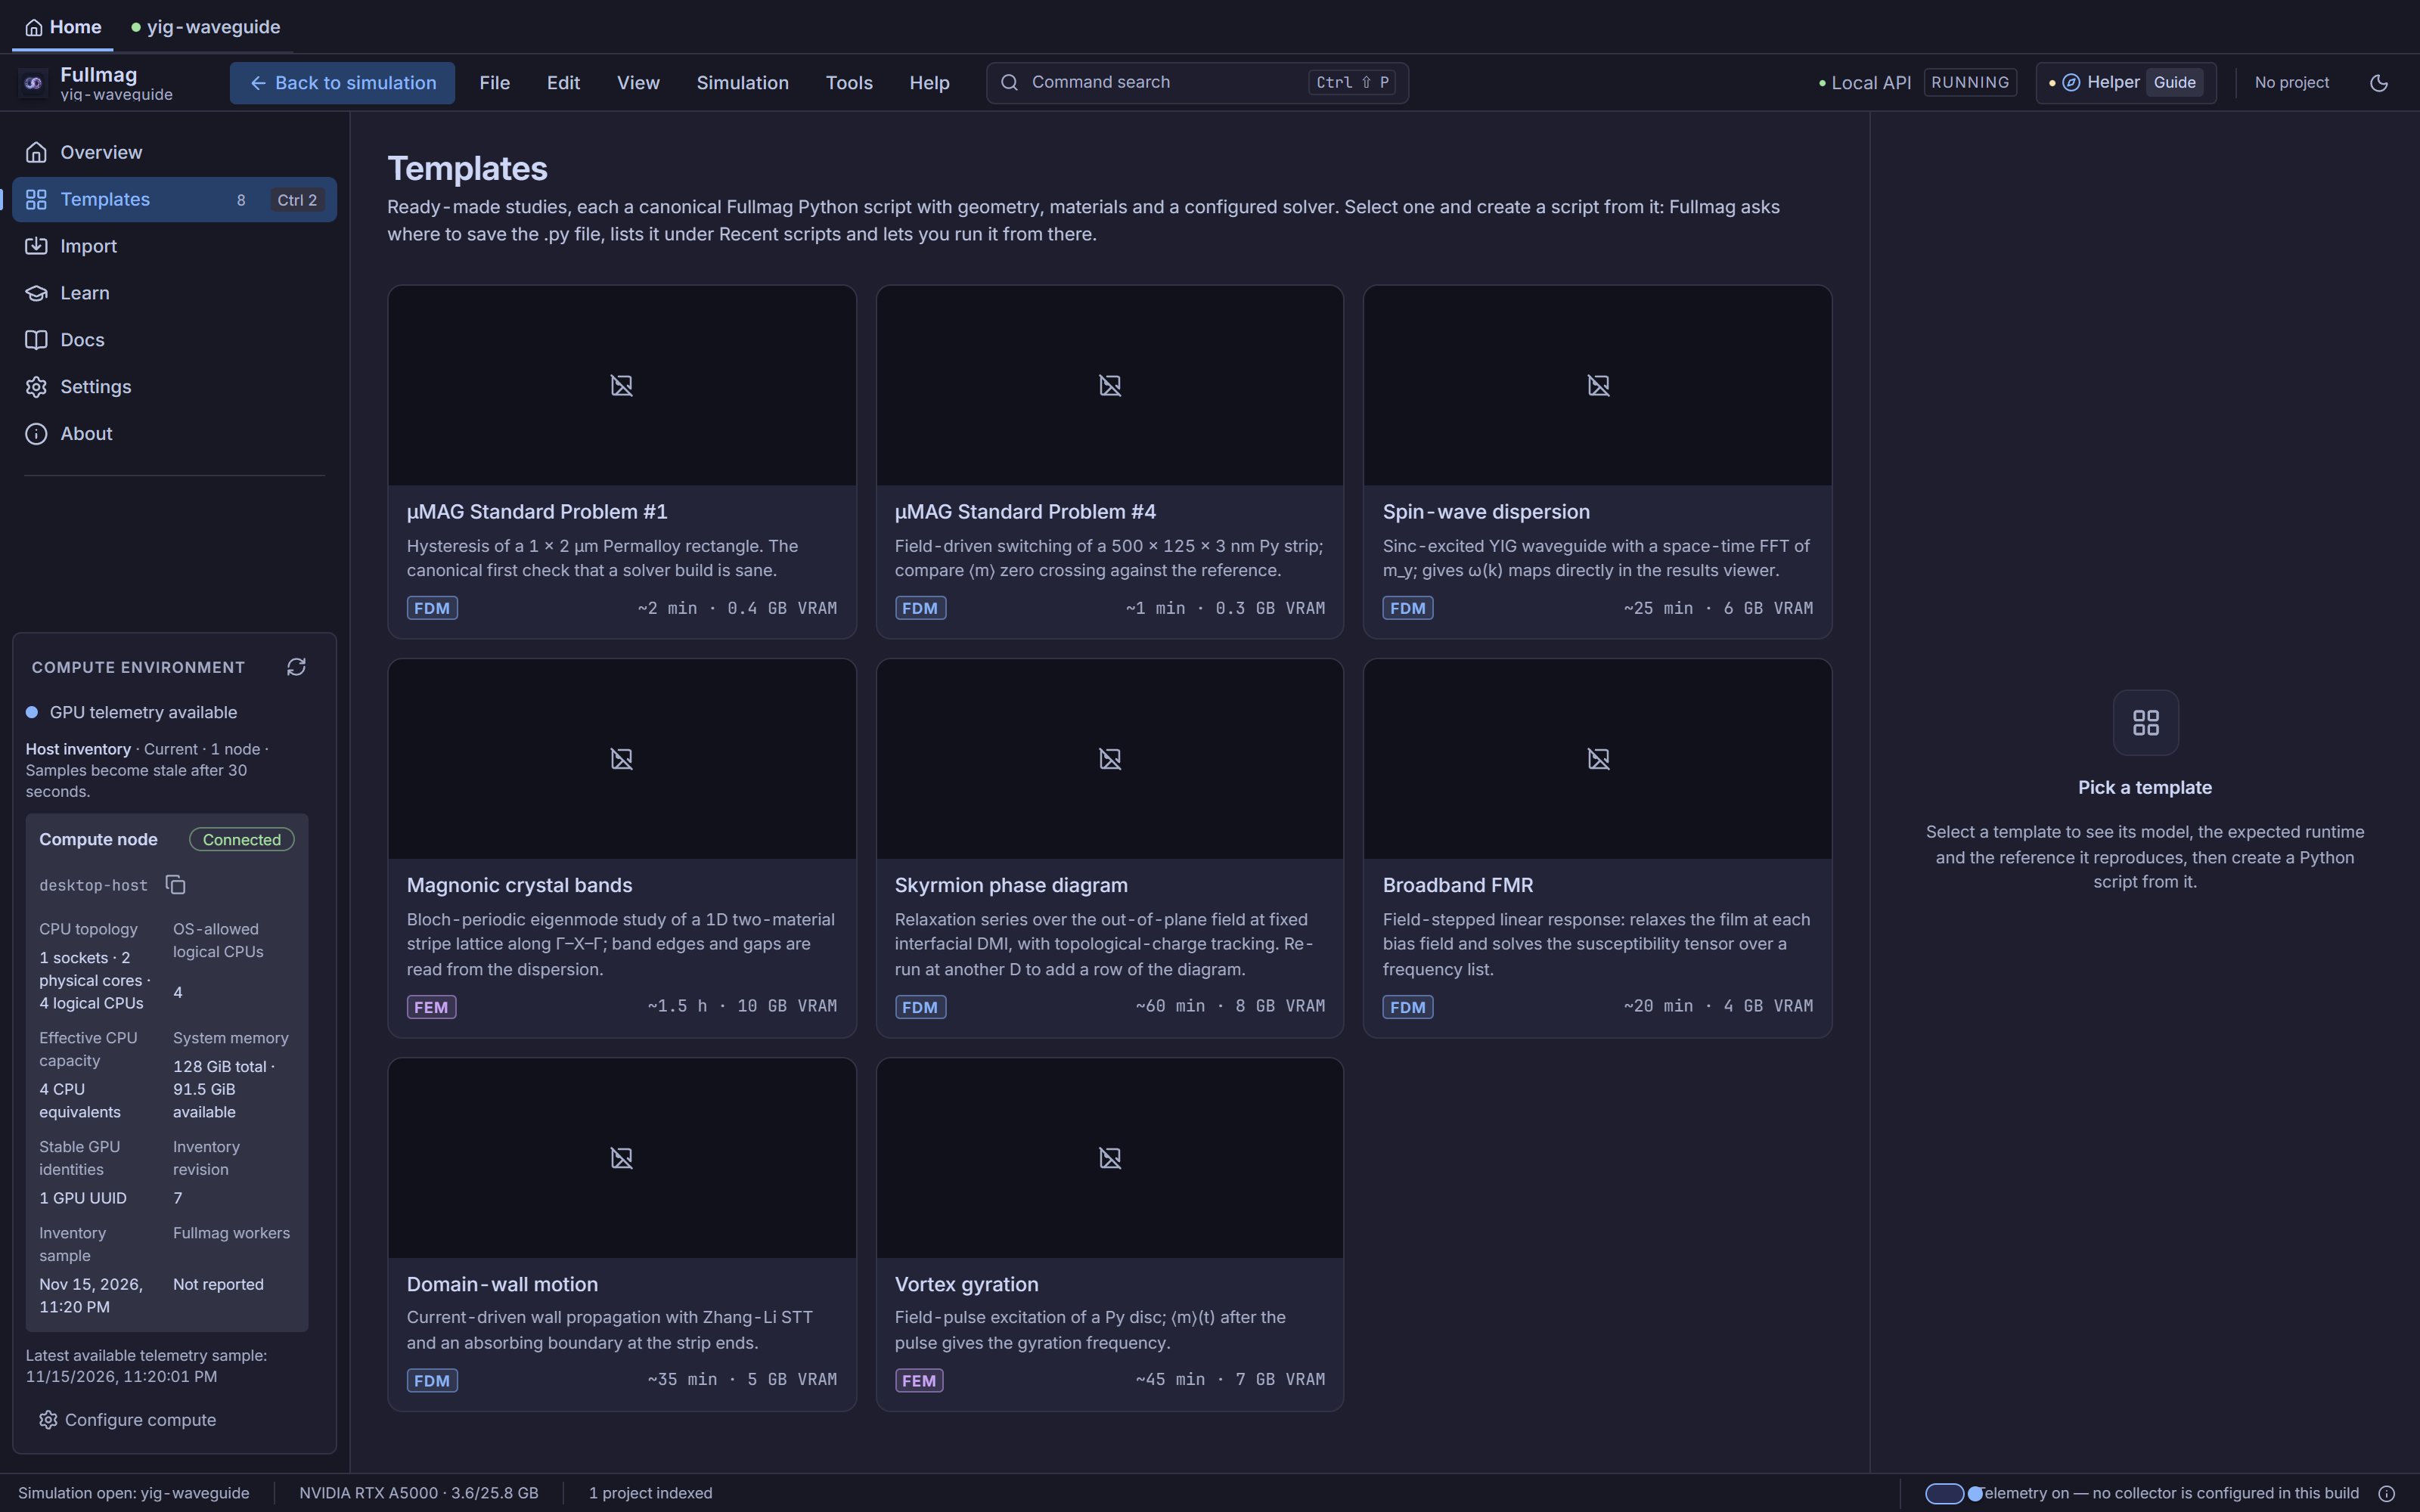 Home
yig-waveguide
Fullmag
yig-waveguide
Back to simulation
File
Edit
View
Simulation
Tools
Help
Command search
Ctrl ⇧ P
Local API
RUNNING
Helper
Guide
No project
Overview
Templates
8
Ctrl 2
Import
Learn
Docs
Settings
About
COMPUTE ENVIRONMENT
GPU telemetry available
Host inventory · Current · 1 node ·
Samples become stale after 30
seconds.
Compute node
Connected
desktop-host
CPU topology
1 sockets · 2
physical cores ·
4 logical CPUs
OS-allowed
logical CPUs
4
Effective CPU
capacity
4 CPU
equivalents
System memory
128 GiB total ·
91.5 GiB
available
Stable GPU
identities
1 GPU UUID
Inventory
revision
7
Inventory
sample
Nov 15, 2026,
11:20 PM
Fullmag workers
Not reported
Latest available telemetry sample:
11/15/2026, 11:20:01 PM
Configure compute
Templates
Ready-made studies, each a canonical Fullmag Python script with geometry, materials and a configured solver. Select one and create a script from it: Fullmag asks
where to save the .py file, lists it under Recent scripts and lets you run it from there.
µMAG Standard Problem #1
Hysteresis of a 1 × 2 µm Permalloy rectangle. The
canonical first check that a solver build is sane.
FDM
~2 min · 0.4 GB VRAM
µMAG Standard Problem #4
Field-driven switching of a 500 × 125 × 3 nm Py strip;
compare ⟨m⟩ zero crossing against the reference.
FDM
~1 min · 0.3 GB VRAM
Spin-wave dispersion
Sinc-excited YIG waveguide with a space-time FFT of
m_y; gives ω(k) maps directly in the results viewer.
FDM
~25 min · 6 GB VRAM
Magnonic crystal bands
Bloch-periodic eigenmode study of a 1D two-material
stripe lattice along Γ–X–Γ; band edges and gaps are
read from the dispersion.
FEM
~1.5 h · 10 GB VRAM
Skyrmion phase diagram
Relaxation series over the out-of-plane field at fixed
interfacial DMI, with topological-charge tracking. Re-
run at another D to add a row of the diagram.
FDM
~60 min · 8 GB VRAM
Broadband FMR
Field-stepped linear response: relaxes the film at each
bias field and solves the susceptibility tensor over a
frequency list.
FDM
~20 min · 4 GB VRAM
Domain-wall motion
Current-driven wall propagation with Zhang-Li STT
and an absorbing boundary at the strip ends.
FDM
~35 min · 5 GB VRAM
Vortex gyration
Field-pulse excitation of a Py disc; ⟨m⟩(t) after the
pulse gives the gyration frequency.
FEM
~45 min · 7 GB VRAM
Pick a template
Select a template to see its model, the expected runtime
and the reference it reproduces, then create a Python
script from it.
Simulation open: yig-waveguide
NVIDIA RTX A5000 · 3.6/25.8 GB
1 project indexed
Telemetry on — no collector is configured in this build